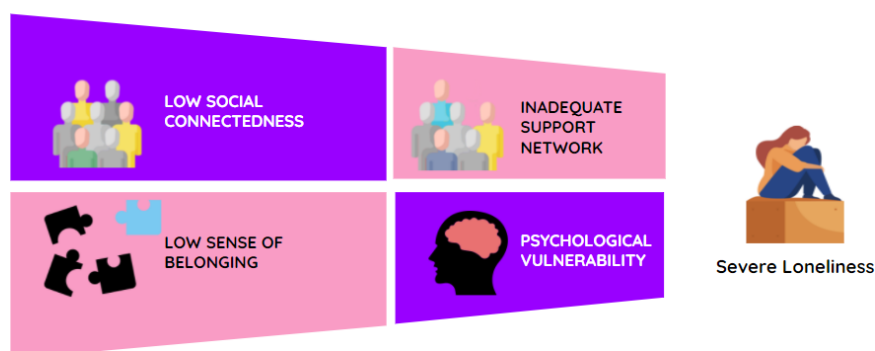 LOW SOCIAL
CONNECTEDNESS
INADEQUATE
SUPPORT
NETWORK
LOW SENSE OF
BELONGING
PSYCHOLOGICAL
VULNERABILITY
Severe Loneliness